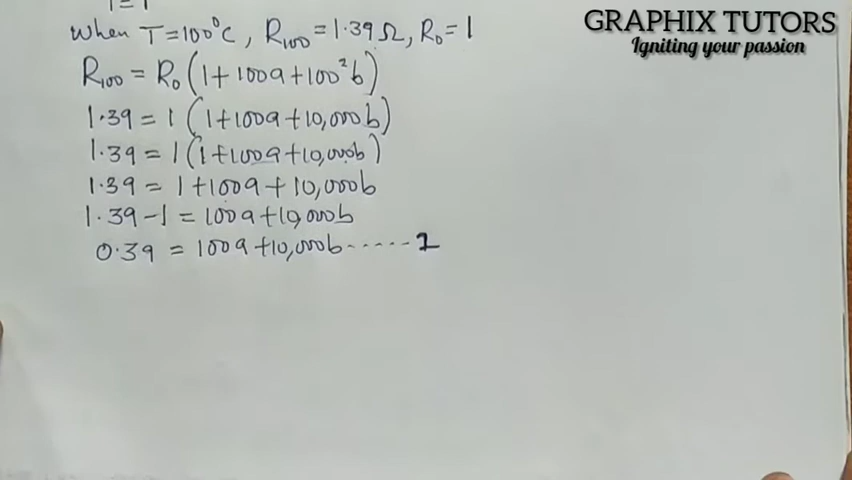 GRAPHIX TUTORS
Igniting your passion
When T=100°C, R₁₀₀=1.39Ω, R₀=1
R₁₀₀ = R₀(1+100a+100²b)
1.39 = 1 (1+100a+10,000b)
1.39 = 1(1+100a+10,000b)
1.39 = 1+100a+10,000b
1.39-1 = 100a+10,000b
0.39 = 100a+10,000b------1